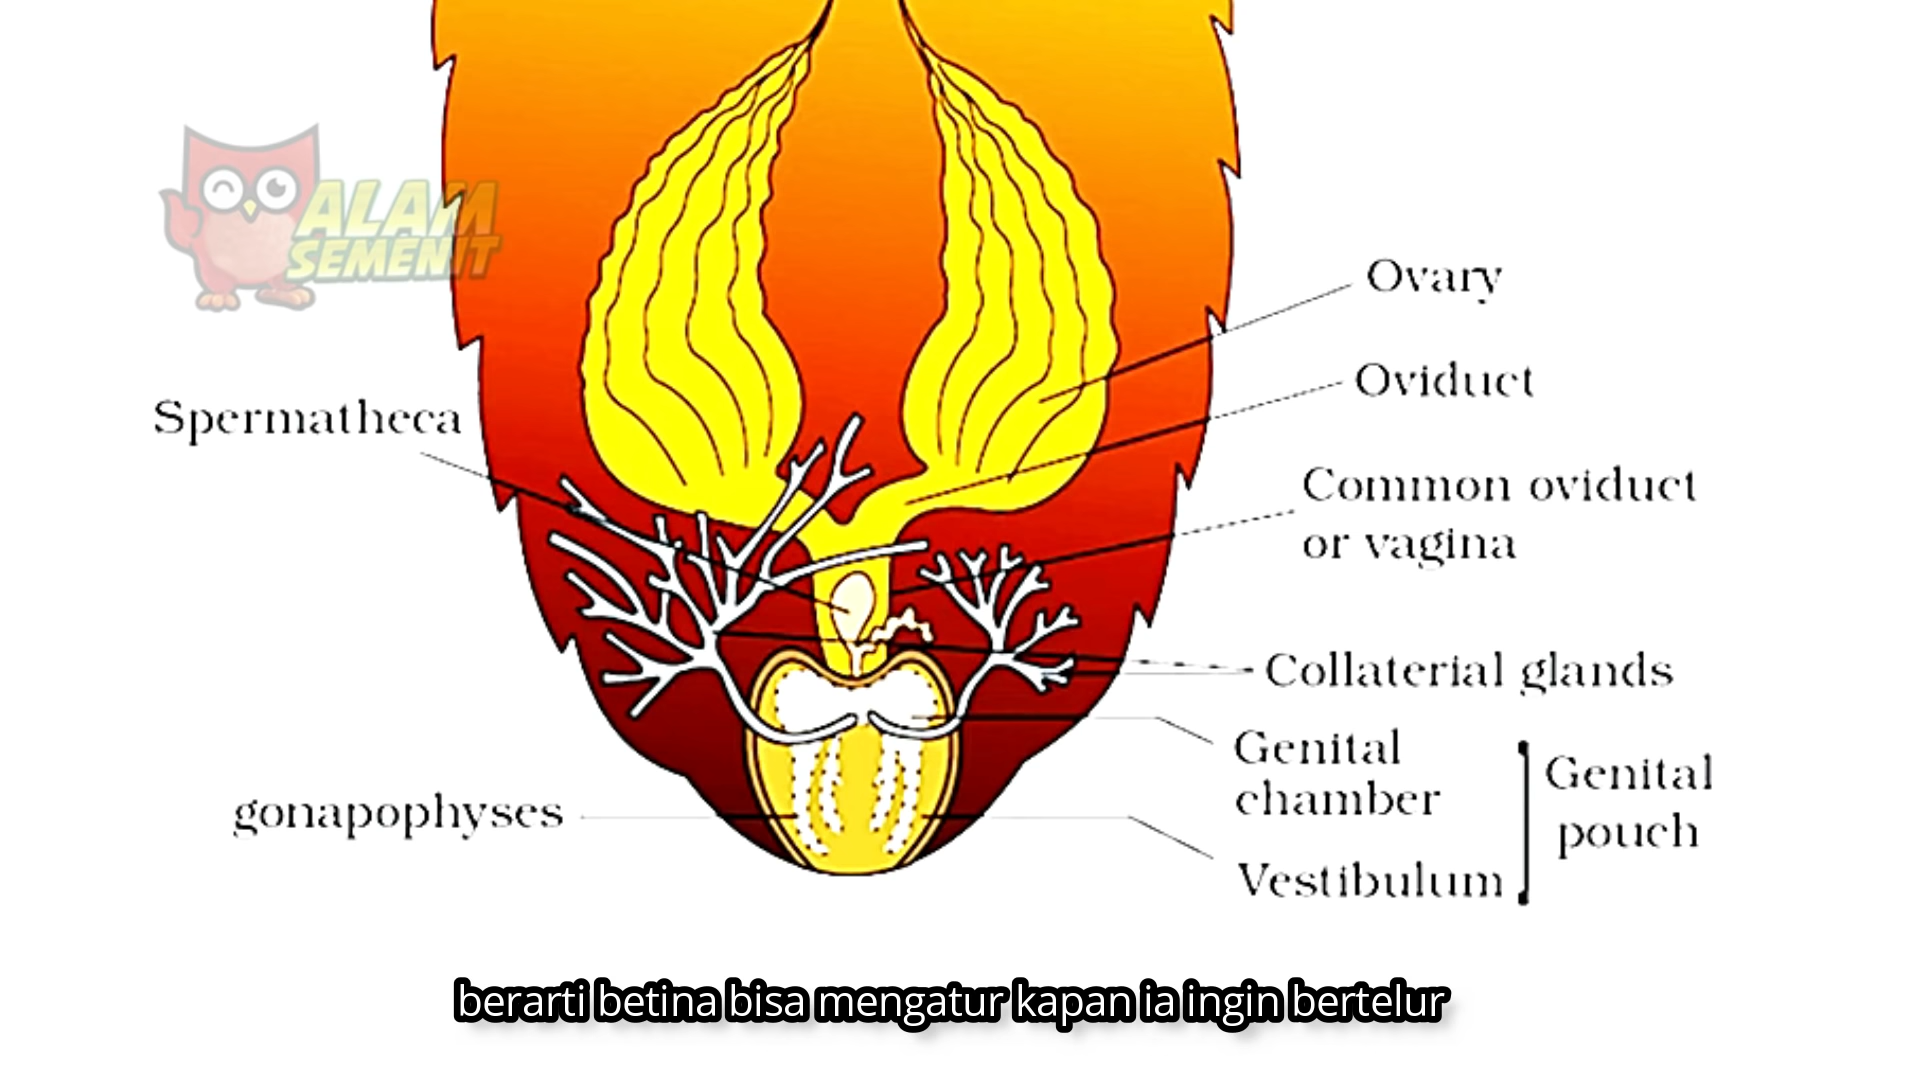 ALAM
SEMENIT
Ovary
Oviduct
Spermatheca
Common oviduct
or vagina
Collaterial glands
Genital
chamber
Genital
pouch
gonapophyses
Vestibulum
berarti betina bisa mengatur kapan ia ingin bertelur